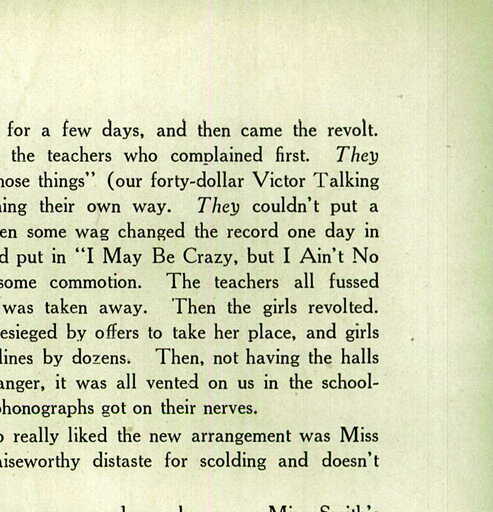 for a few days, and then came the revolt.
the teachers who complained first. They
hose things" (our forty-dollar Victor Talking
ning their own way. They couldn't put a
en some wag changed the record one day in
d put in "I May Be Crazy, but I Ain't No
some commotion. The teachers all fussed
was taken away. Then the girls revolted.
esieged by offers to take her place, and girls
lines by dozens. Then, not having the halls
anger, it was all vented on us in the school-
phonographs got on their nerves.
o really liked the new arrangement was Miss
aiseworthy distaste for scolding and doesn't
Miss Smith's